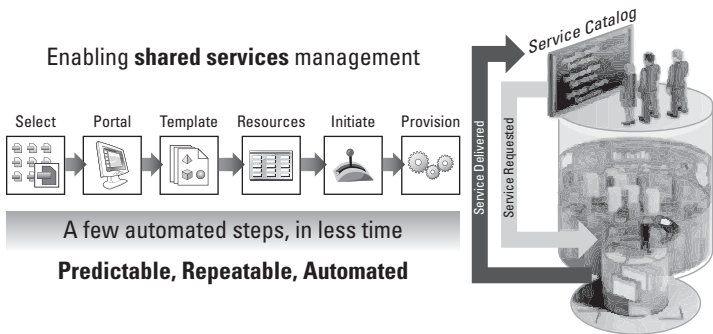 Enabling shared services management
Select
Portal
Template
Resources
Initiate
Provision
A few automated steps, in less time
Predictable, Repeatable, Automated
Service Catalog
Service Delivered
Service Requested